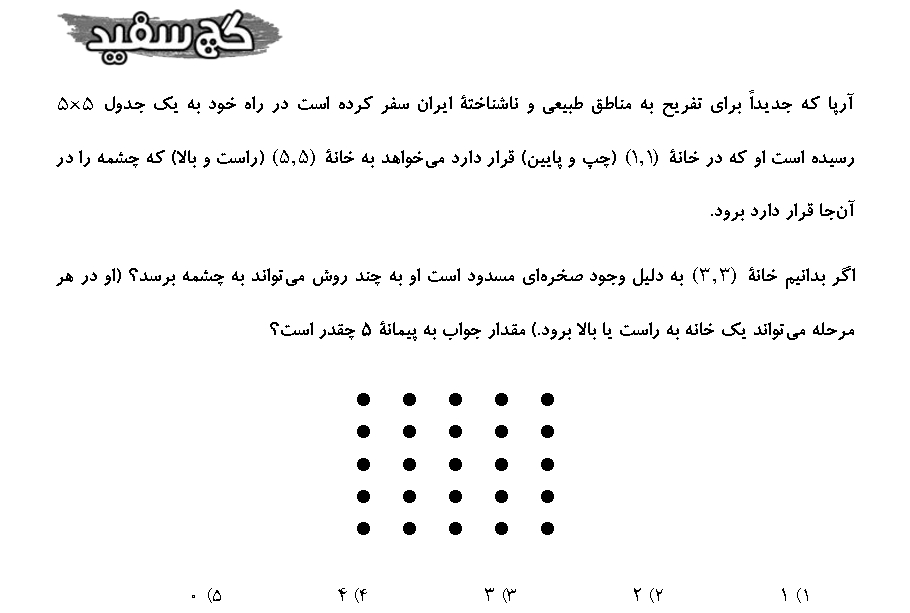 گچ سفید
آرپا که جدیداً برای تفریح به مناطق طبیعی و ناشناختهٔ ایران سفر کرده است در راه خود به یک جدول ۵×۵
رسیده است او که در خانهٔ (۱,۱) (چپ و پایین) قرار دارد می‌خواهد به خانهٔ (۵,۵) (راست و بالا) که چشمه را در
آن‌جا قرار دارد برود.
اگر بدانیم خانهٔ (۳,۳) به دلیل وجود صخره‌ای مسدود است او به چند روش می‌تواند به چشمه برسد؟ (او در هر
مرحله می‌تواند یک خانه به راست یا بالا برود.) مقدار جواب به پیمانهٔ ۵ چقدر است؟
۱) ۱ ۲) ۲ ۳) ۳ ۴) ۴ ۵) ۰